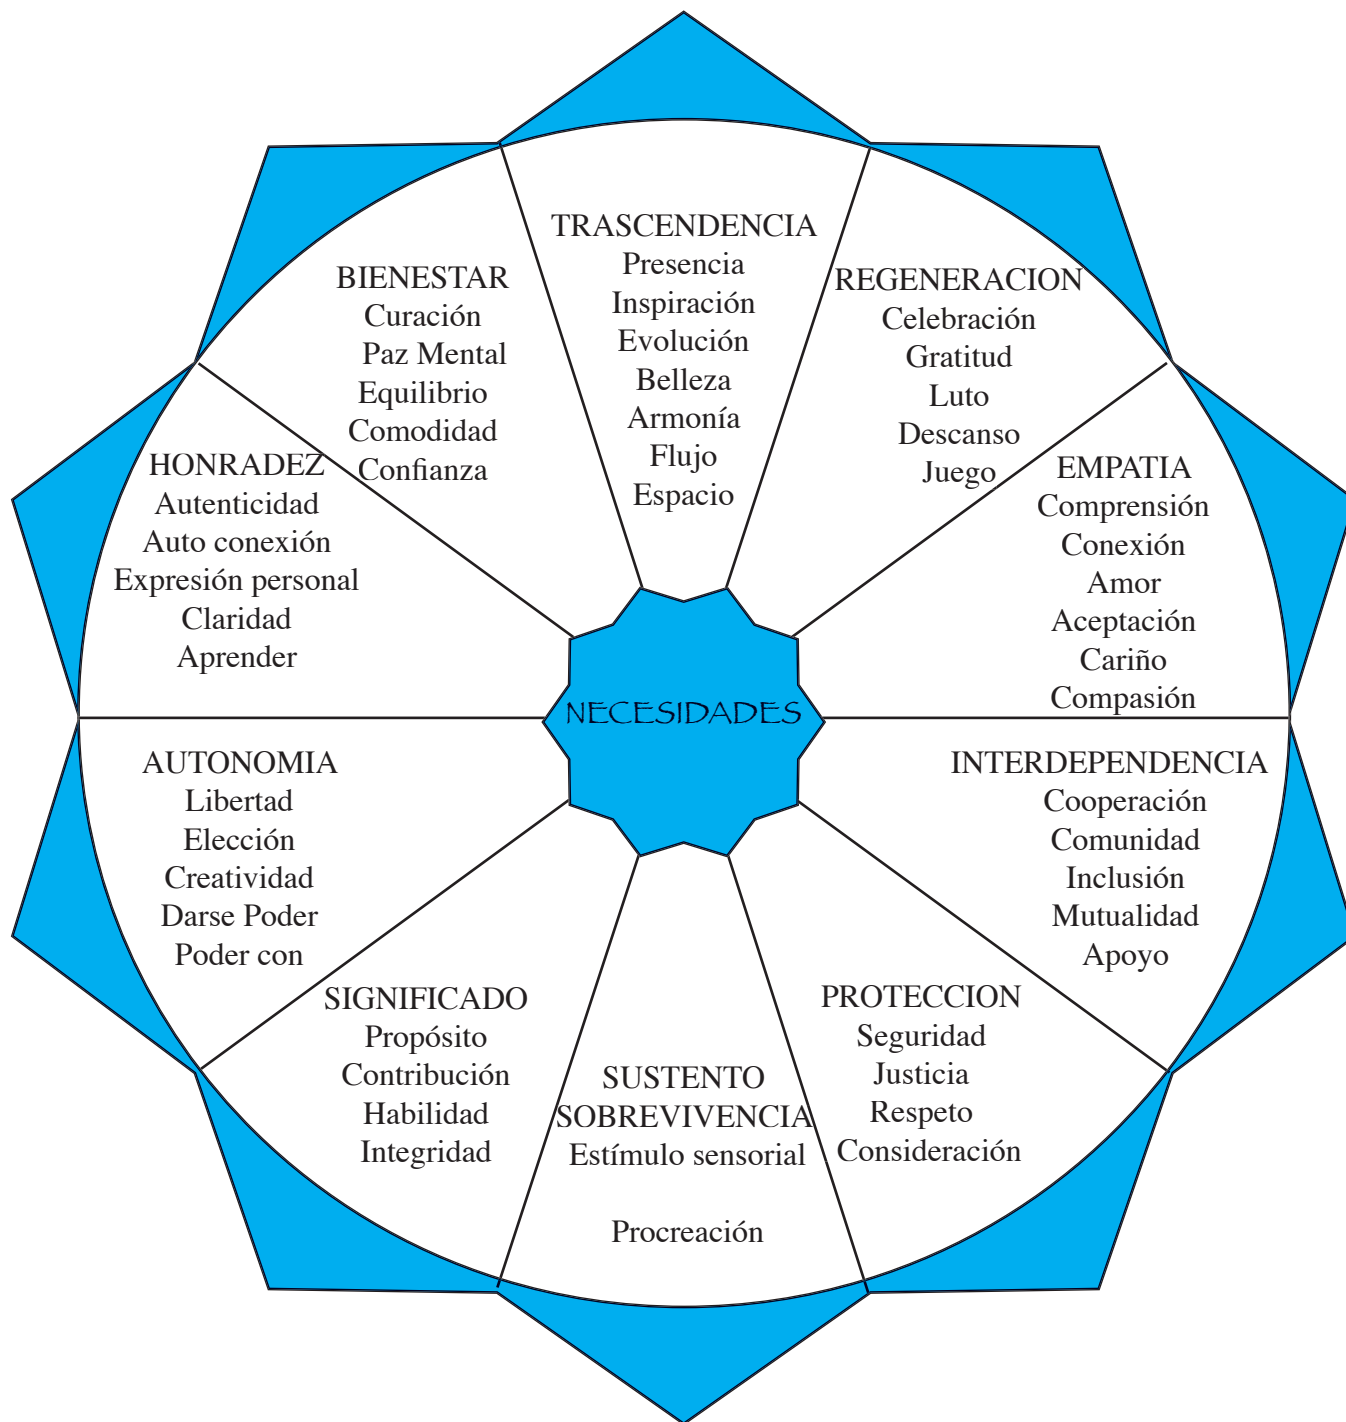 TRASCENDENCIA
Presencia
Inspiración
Evolución
Belleza
Armonía
Flujo
Espacio
REGENERACION
Celebración
Gratitud
Luto
Descanso
Juego
EMPATIA
Comprensión
Conexión
Amor
Aceptación
Cariño
Compasión
INTERDEPENDENCIA
Cooperación
Comunidad
Inclusión
Mutualidad
Apoyo
PROTECCION
Seguridad
Justicia
Respeto
Consideración
SUSTENTO
SOBREVIVENCIA
Estímulo sensorial
Procreación
SIGNIFICADO
Propósito
Contribución
Habilidad
Integridad
AUTONOMIA
Libertad
Elección
Creatividad
Darse Poder
Poder con
HONRADEZ
Autenticidad
Auto conexión
Expresión personal
Claridad
Aprender
BIENESTAR
Curación
Paz Mental
Equilibrio
Comodidad
Confianza
NECESIDADES